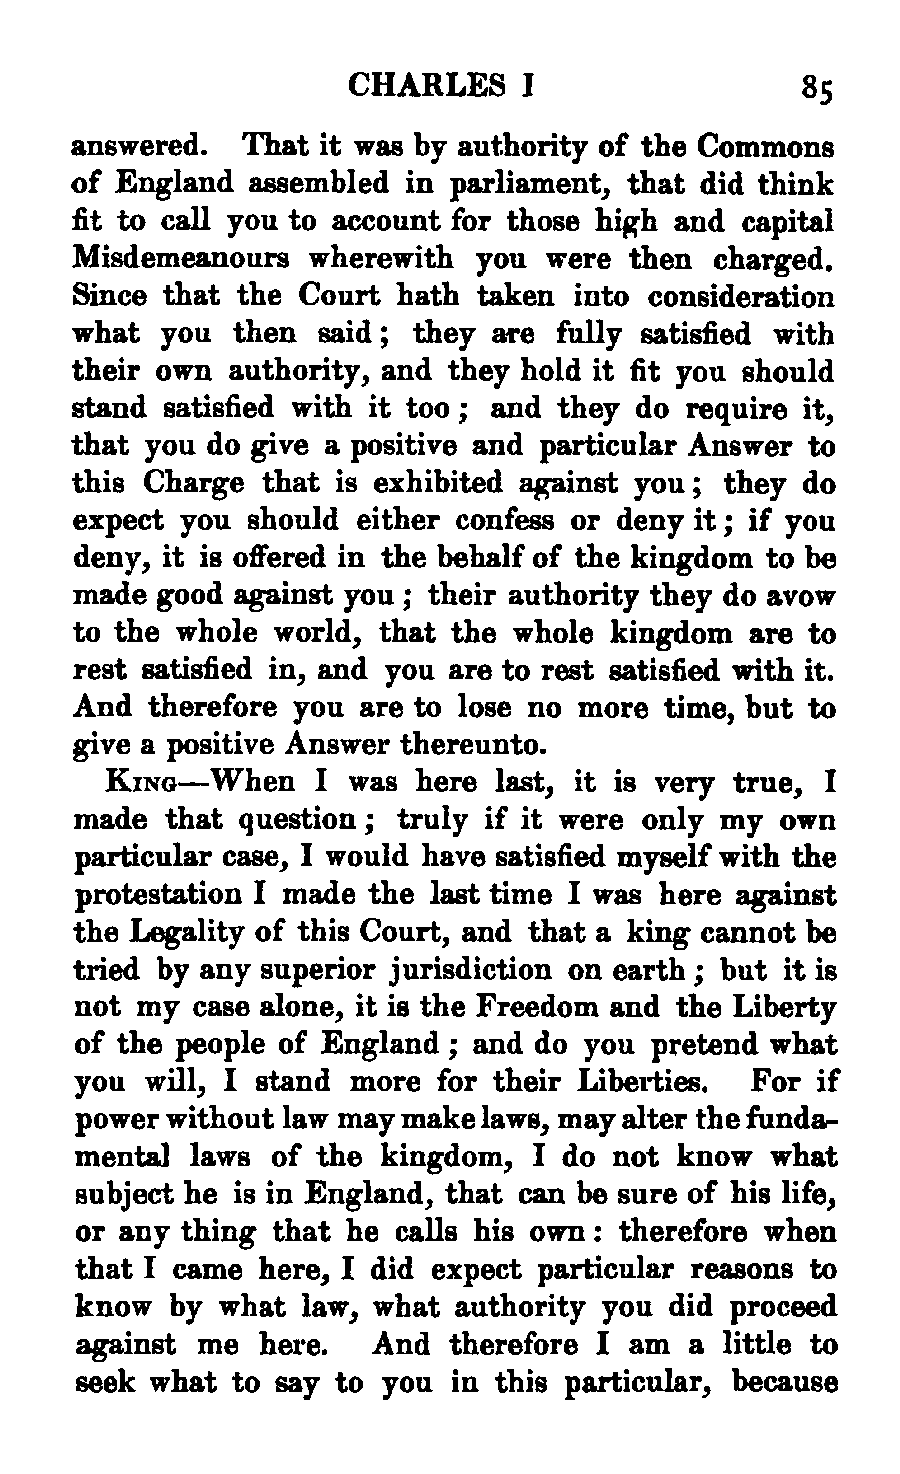 CHARLES I 85
answered. That it was by authority of the Commons
of England assembled in parliament, that did think
fit to call you to account for those high and capital
Misdemeanours wherewith you were then charged.
Since that the Court hath taken into consideration
what you then said; they are fully satisfied with
their own authority, and they hold it fit you should
stand satisfied with it too; and they do require it,
that you do give a positive and particular Answer to
this Charge that is exhibited against you; they do
expect you should either confess or deny it; if you
deny, it is offered in the behalf of the kingdom to be
made good against you; their authority they do avow
to the whole world, that the whole kingdom are to
rest satisfied in, and you are to rest satisfied with it.
And therefore you are to lose no more time, but to
give a positive Answer thereunto.
KING—When I was here last, it is very true, I
made that question; truly if it were only my own
particular case, I would have satisfied myself with the
protestation I made the last time I was here against
the Legality of this Court, and that a king cannot be
tried by any superior jurisdiction on earth; but it is
not my case alone, it is the Freedom and the Liberty
of the people of England; and do you pretend what
you will, I stand more for their Liberties. For if
power without law may make laws, may alter the funda-
mental laws of the kingdom, I do not know what
subject he is in England, that can be sure of his life,
or any thing that he calls his own: therefore when
that I came here, I did expect particular reasons to
know by what law, what authority you did proceed
against me here. And therefore I am a little to
seek what to say to you in this particular, because